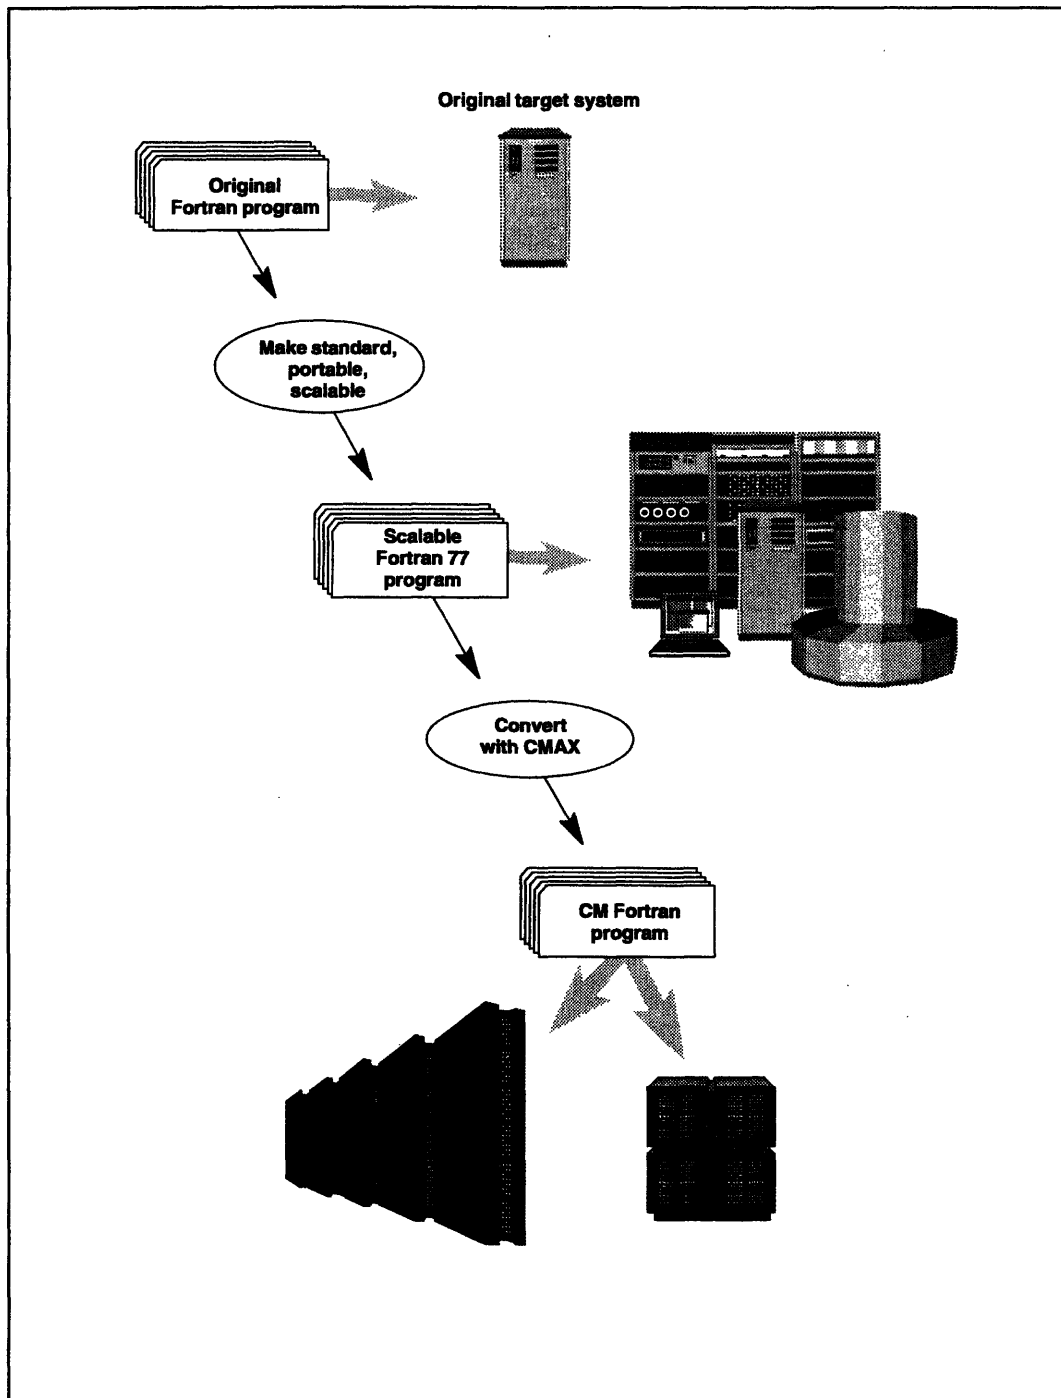 Original target system
Original
Fortran program
Make standard,
portable,
scalable
Scalable
Fortran 77
program
Convert
with CMAX
CM Fortran
program